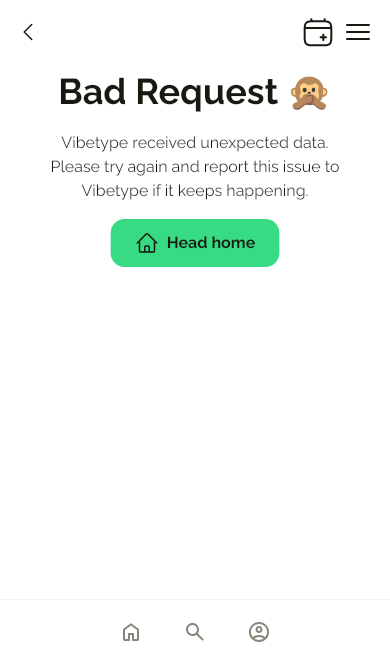 Bad Request 🙊
Vibetype received unexpected data.
Please try again and report this issue to
Vibetype if it keeps happening.
Head home